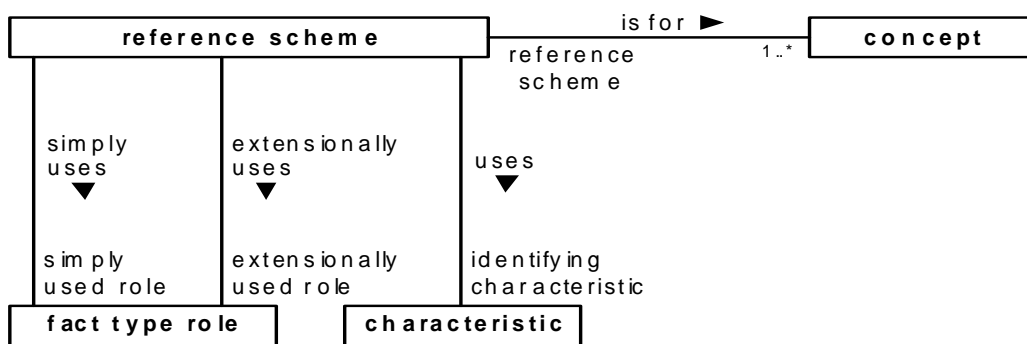 is for ►
reference scheme
concept
reference
scheme
1..*
simply
uses
extensionally
uses
uses
simply
used role
extensionally
used role
identifying
characteristic
fact type role
characteristic